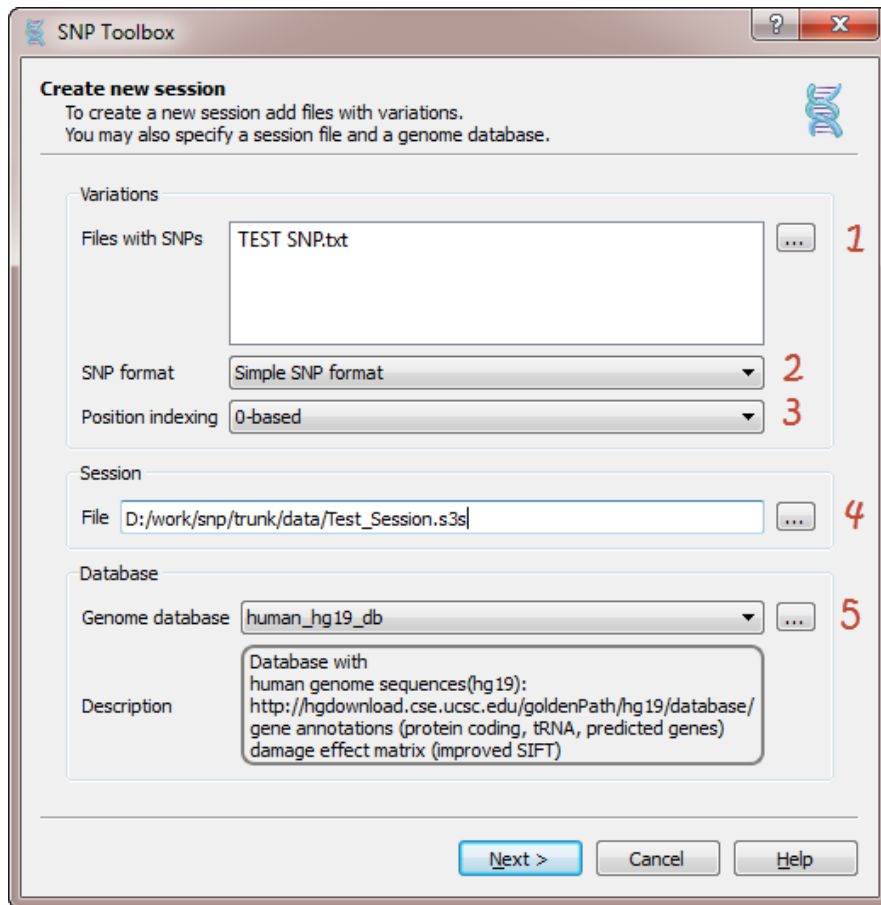 SNP Toolbox
Create new session
To create a new session add files with variations.
You may also specify a session file and a genome database.
Variations
Files with SNPs TEST SNP.txt ... 1
SNP format Simple SNP format 2
Position indexing 0-based 3
Session
File D:/work/snp/trunk/data/Test_Session.s3s ... 4
Database
Genome database human_hg19_db ... 5
Description
Database with
human genome sequences(hg19):
http://hgdownload.cse.ucsc.edu/goldenPath/hg19/database/
gene annotations (protein coding, tRNA, predicted genes)
damage effect matrix (improved SIFT)
Next > Cancel Help